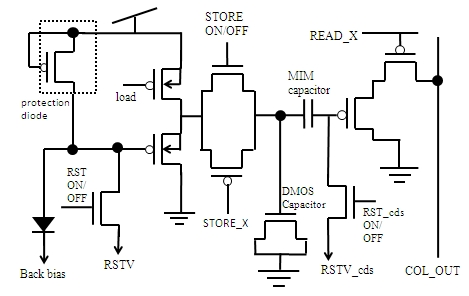 STORE
ON/OFF
READ_X
load
MIM
capacitor
protection
diode
RST
ON/
OFF
DMOS
Capacitor
RST_cds
ON/
OFF
STORE_X
Back bias
RSTV
RSTV_cds
COL_OUT